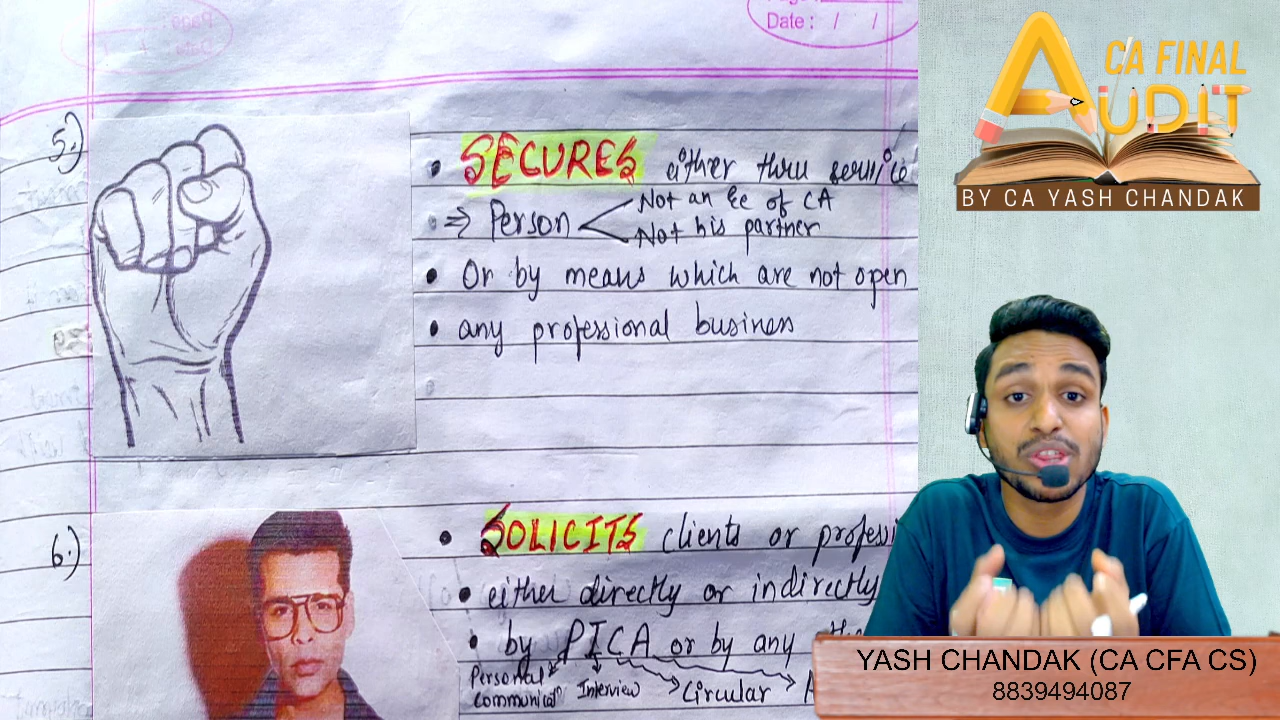 Date : / /
5.)
• SECURES either thru service
⇒ Person < Not an Ee of CA
Not his partner
• Or by means which are not open
• any professional business
6.)
• SOLICITS clients or professi
• either directly or indirectly
• by PICA or by any
Personal Communicatn Interview Circular
CA FINAL
AUDIT
BY CA YASH CHANDAK
YASH CHANDAK (CA CFA CS)
8839494087